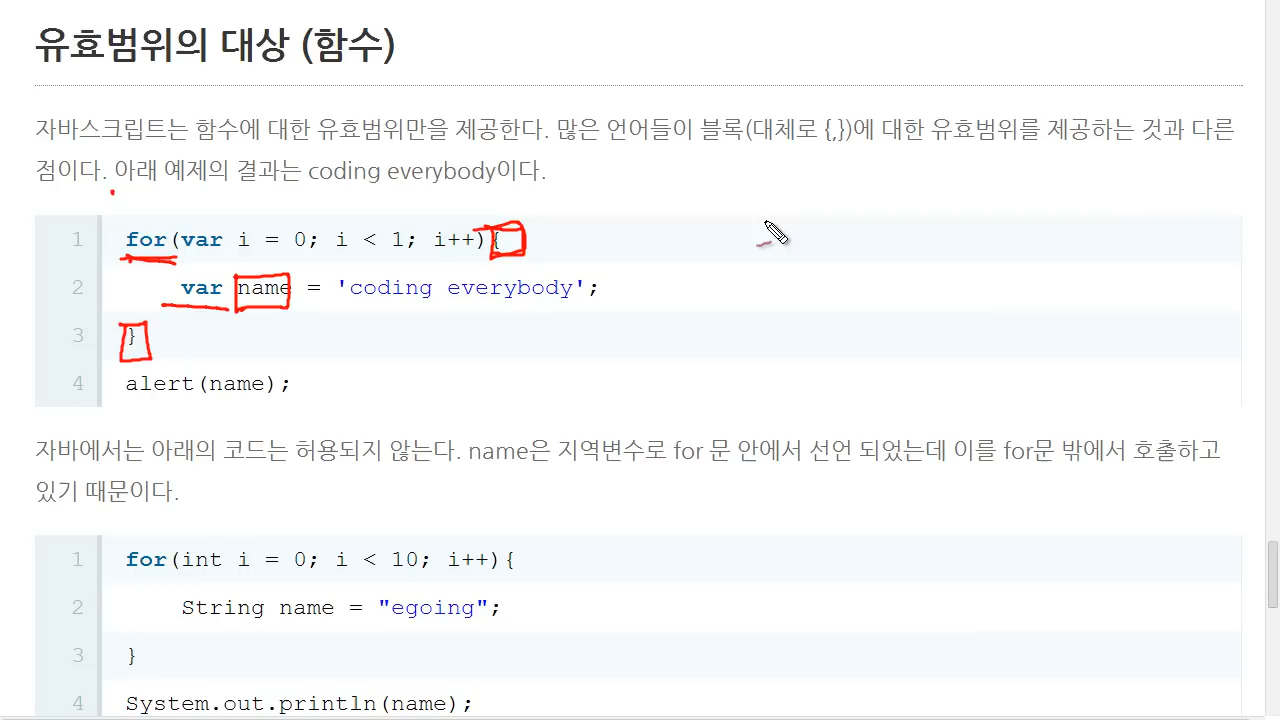 유효범위의 대상 (함수)
자바스크립트는 함수에 대한 유효범위만을 제공한다. 많은 언어들이 블록(대체로 {,})에 대한 유효범위를 제공하는 것과 다른
점이다. 아래 예제의 결과는 coding everybody이다.
1 for(var i = 0; i < 1; i++){
2 var name = 'coding everybody';
3 }
4 alert(name);
자바에서는 아래의 코드는 허용되지 않는다. name은 지역변수로 for 문 안에서 선언 되었는데 이를 for문 밖에서 호출하고
있기 때문이다.
1 for(int i = 0; i < 10; i++){
2 String name = "egoing";
3 }
4 System.out.println(name);